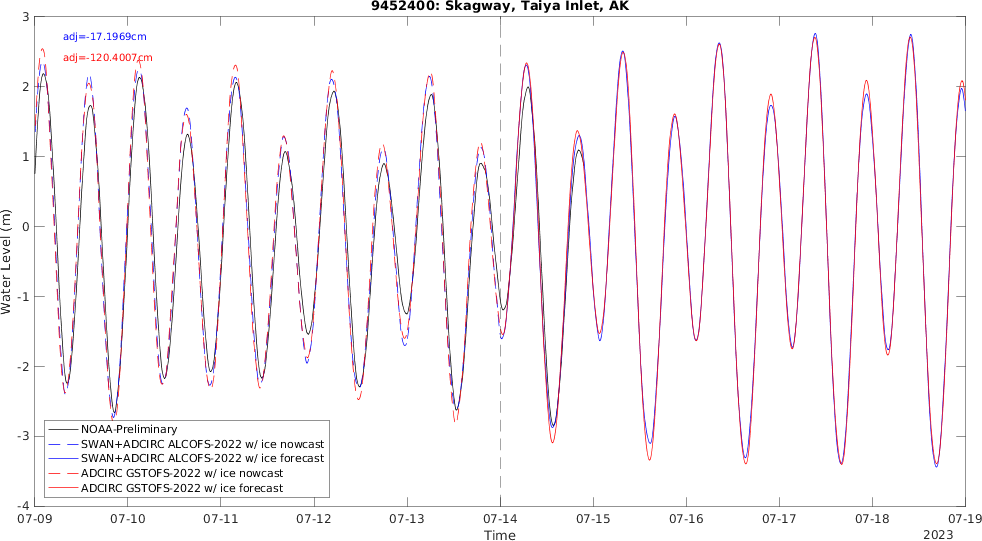 9452400: Skagway, Taiya Inlet, AK
adj=-17.1969cm
adj=-120.4007cm
Water Level (m)
3
2
1
0
-1
-2
-3
-4
NOAA-Preliminary
SWAN+ADCIRC ALCOFS-2022 w/ ice nowcast
SWAN+ADCIRC ALCOFS-2022 w/ ice forecast
ADCIRC GSTOFS-2022 w/ ice nowcast
ADCIRC GSTOFS-2022 w/ ice forecast
07-09 07-10 07-11 07-12 07-13 07-14 07-15 07-16 07-17 07-18 07-19
Time
2023